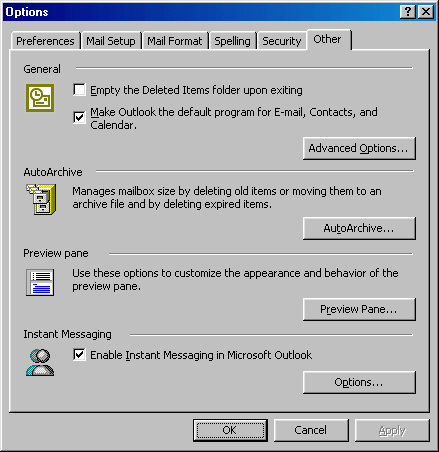 Options
Preferences Mail Setup Mail Format Spelling Security Other
General
Empty the Deleted Items folder upon exiting
Make Outlook the default program for E-mail, Contacts, and
Calendar.
Advanced Options...
AutoArchive
Manages mailbox size by deleting old items or moving them to an
archive file and by deleting expired items.
AutoArchive...
Preview pane
Use these options to customize the appearance and behavior of the
preview pane.
Preview Pane...
Instant Messaging
Enable Instant Messaging in Microsoft Outlook
Options...
OK Cancel Apply